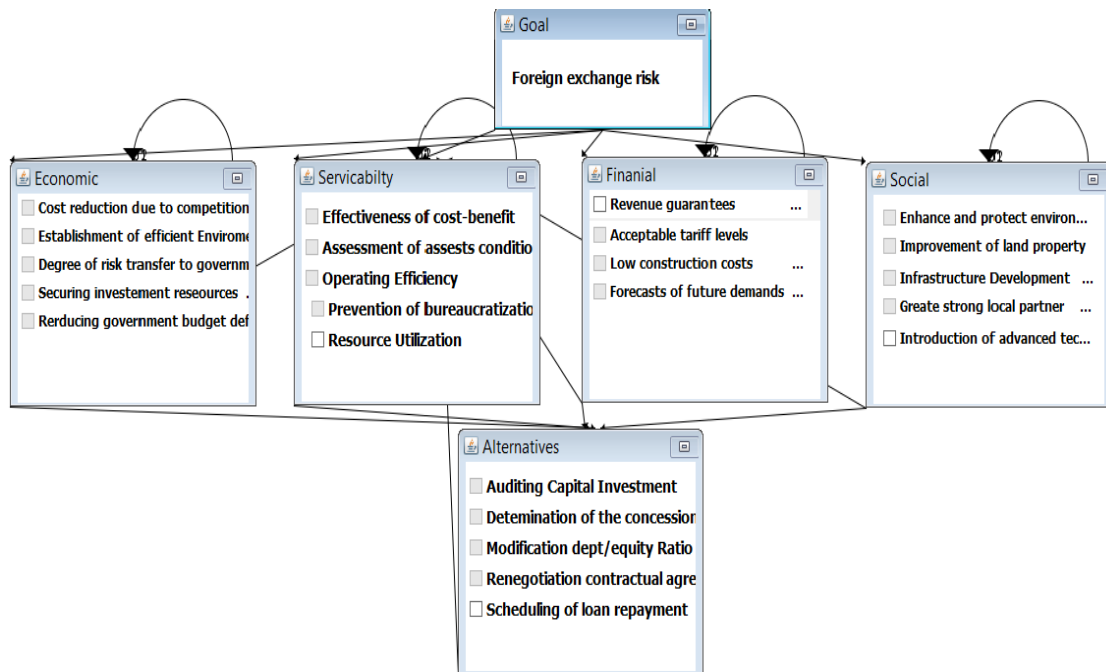 Goal
Foreign exchange risk
Economic
Cost reduction due to competition
Establishment of efficient Envirome
Degree of risk transfer to governm
Securing investement reseources .
Rerducing government budget def
Servicabilty
Effectiveness of cost-benefit
Assessment of assests conditio
Operating Efficiency
Prevention of bureaucratizatio
Resource Utilization
Finanial
Revenue guarantees ...
Acceptable tariff levels
Low construction costs ...
Forecasts of future demands ...
Social
Enhance and protect environ...
Improvement of land property
Infrastructure Development ...
Greate strong local partner ...
Introduction of advanced tec...
Alternatives
Auditing Capital Investment
Detemination of the concession
Modification dept/equity Ratio
Renegotiation contractual agre
Scheduling of loan repayment